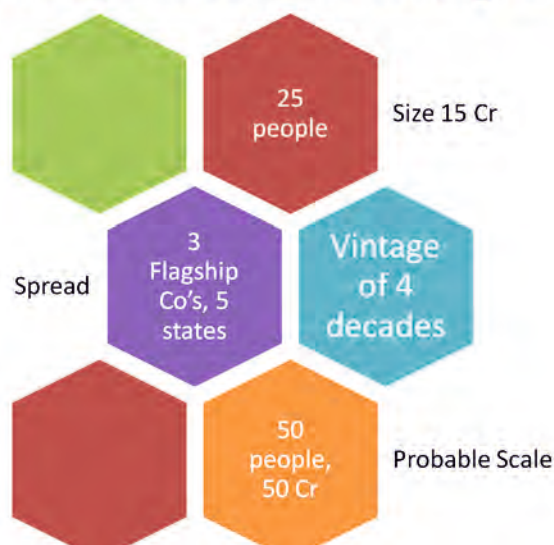 25
people
Size 15 Cr
3
Flagship
Co's, 5
states
Spread
Vintage
of 4
decades
50
people,
50 Cr
Probable Scale